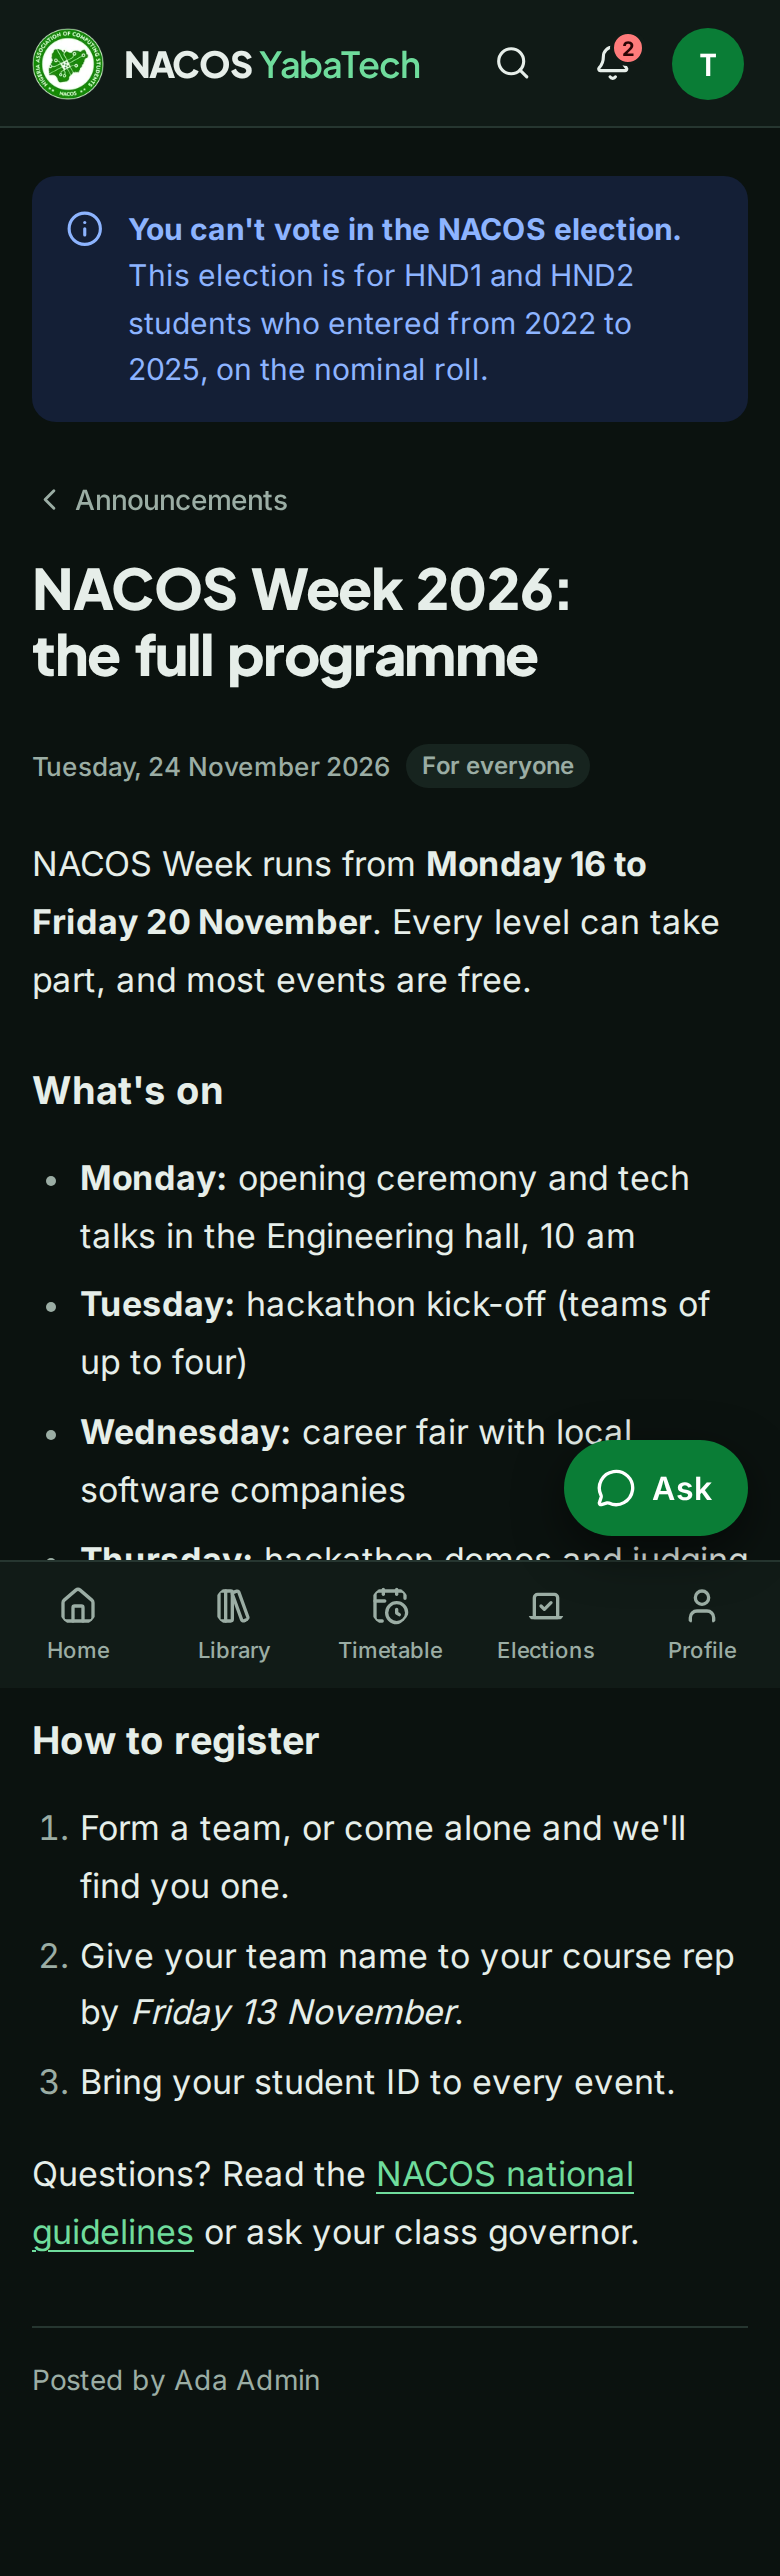 NACOS YabaTech
2
T
You can't vote in the NACOS election.
This election is for HND1 and HND2
students who entered from 2022 to
2025, on the nominal roll.
Announcements
NACOS Week 2026:
the full programme
Tuesday, 24 November 2026 For everyone
NACOS Week runs from Monday 16 to
Friday 20 November. Every level can take
part, and most events are free.
What's on
• Monday: opening ceremony and tech
talks in the Engineering hall, 10 am
• Tuesday: hackathon kick-off (teams of
up to four)
• Wednesday: career fair with local
software companies
Ask
• Thursday: hackathon demos and judging
Home
Library
Timetable
Elections
Profile
How to register
1. Form a team, or come alone and we'll
find you one.
2. Give your team name to your course rep
by Friday 13 November.
3. Bring your student ID to every event.
Questions? Read the NACOS national
guidelines or ask your class governor.
Posted by Ada Admin